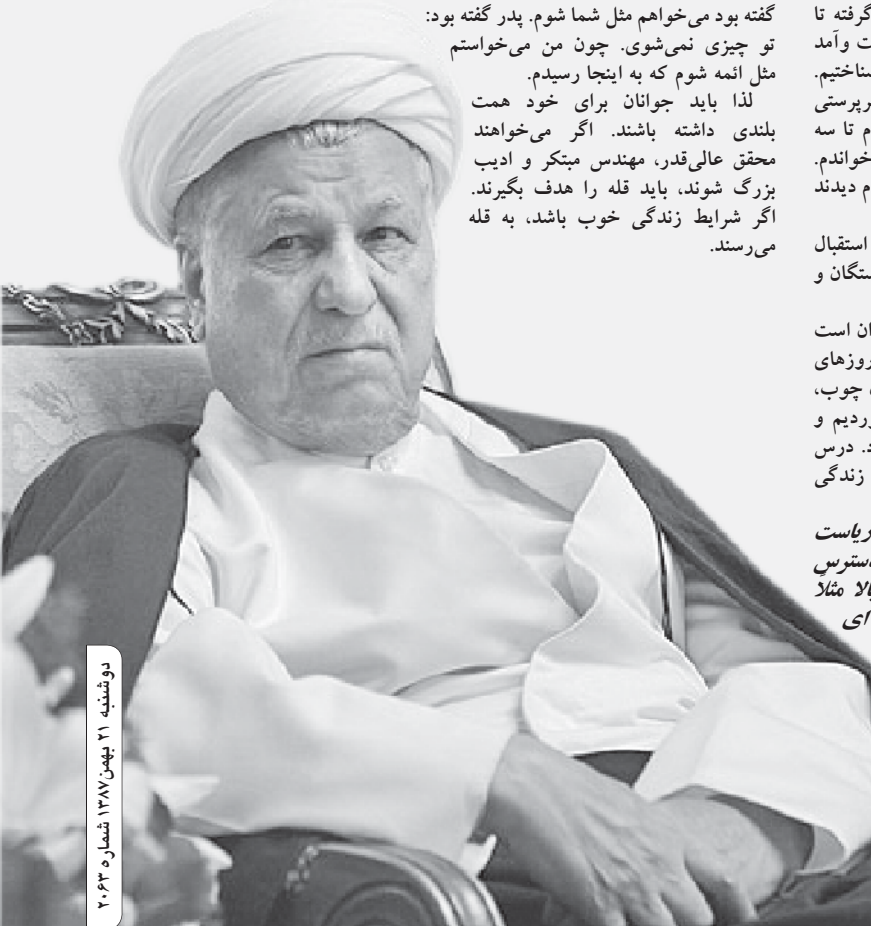 گرفته تا
ت وآمد
سناختیم.
رپرستی
م تا سه
خواندم.
م دیدند
استقبال
ستگان و
ان است
روزهای
چوب،
وردیم و
د. درس
زندگی
ریاست
سترس
الا مثلاً
ای
گفته بود می‌خواهم مثل شما شوم. پدر گفته بود:
تو چیزی نمی‌شوی. چون من می‌خواستم
مثل ائمه شوم که به اینجا رسیدم.
لذا باید جوانان برای خود همت
بلندی داشته باشند. اگر می‌خواهند
محقق عالی‌قدر، مهندس مبتکر و ادیب
بزرگ شوند، باید قله را هدف بگیرند.
اگر شرایط زندگی خوب باشد، به قله
می‌رسند.
دوشنبه ۲۱ بهمن ۱۳۸۷ شماره ۲۰۶۳